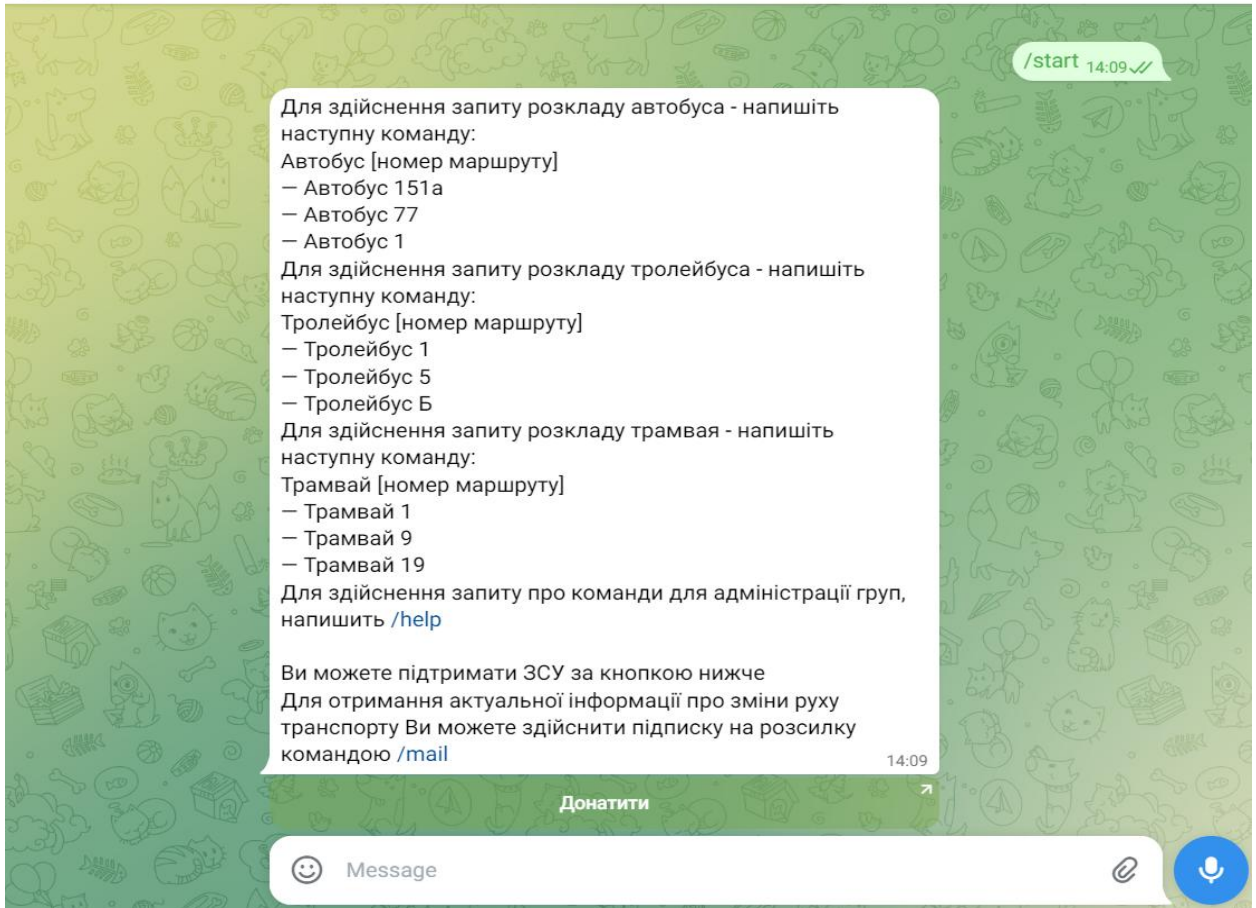 /start 14:09
Для здійснення запиту розкладу автобуса - напишіть
наступну команду:
Автобус [номер маршруту]
— Автобус 151а
— Автобус 77
— Автобус 1
Для здійснення запиту розкладу тролейбуса - напишіть
наступну команду:
Тролейбус [номер маршруту]
— Тролейбус 1
— Тролейбус 5
— Тролейбус Б
Для здійснення запиту розкладу трамвая - напишіть
наступну команду:
Трамвай [номер маршруту]
— Трамвай 1
— Трамвай 9
— Трамвай 19
Для здійснення запиту про команди для адміністрації груп,
напишить /help
Ви можете підтримати ЗСУ за кнопкою нижче
Для отримання актуальної інформації про зміни руху
транспорту Ви можете здійснити підписку на розсилку
командою /mail
14:09
Донатити
Message